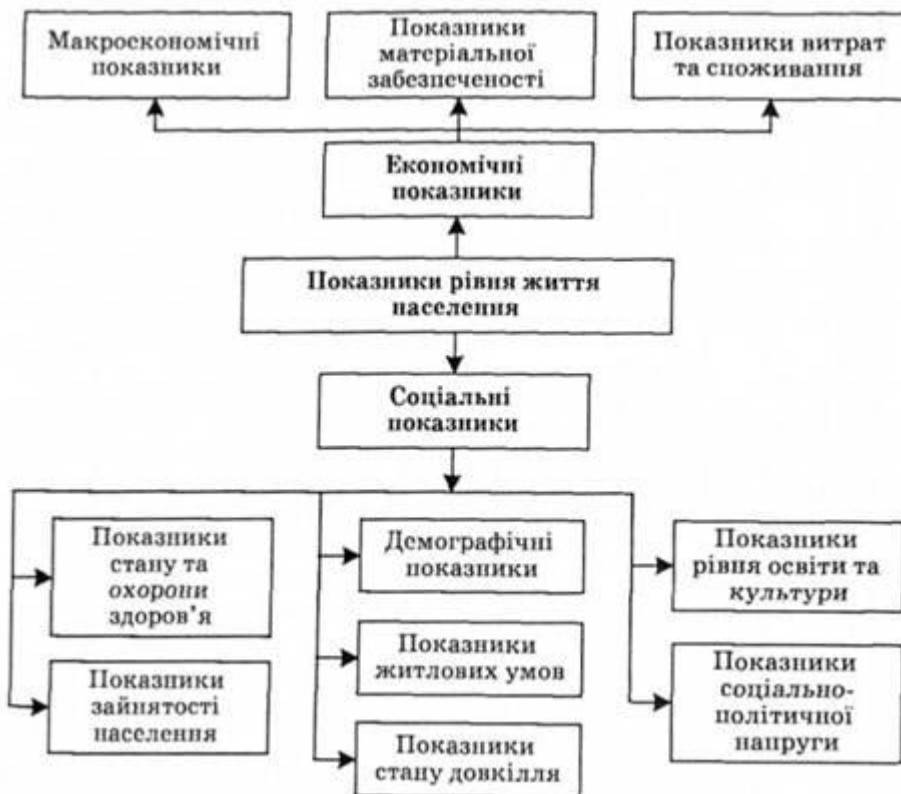 Макроекономічні
показники
Показники
матеріальної
забезпеченості
Показники витрат
та споживання
Економічні
показники
Показники рівня життя
населення
Соціальні
показники
Показники
стану та
охорони
здоров’я
Демографічні
показники
Показники
рівня освіти та
культури
Показники
зайнятості
населення
Показники
житлових умов
Показники
соціально-
політичної
напруги
Показники
стану довкілля